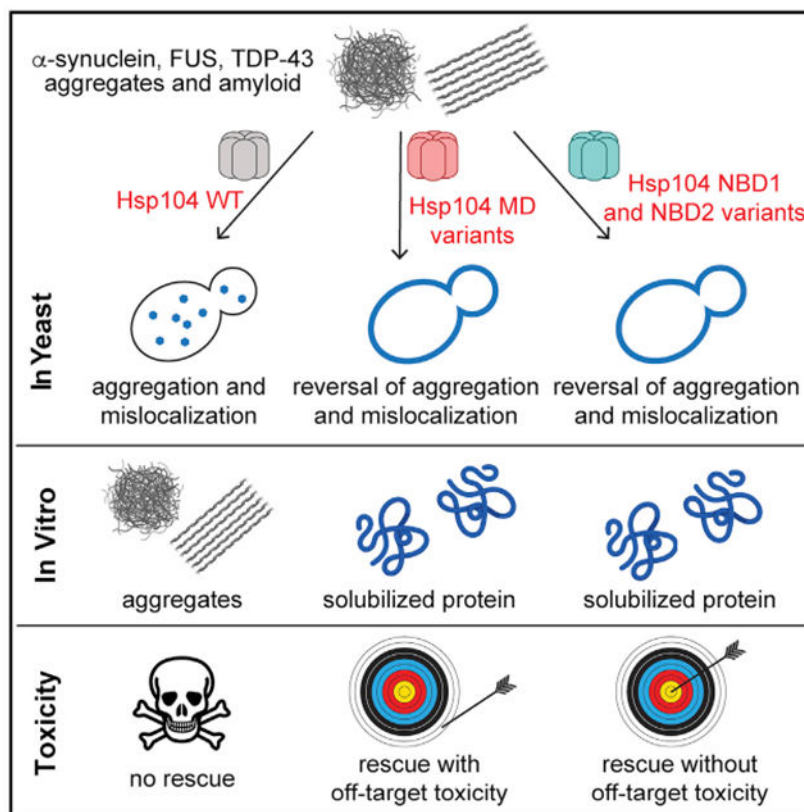 α-synuclein, FUS, TDP-43
aggregates and amyloid
Hsp104 WT
Hsp104 MD
variants
Hsp104 NBD1
and NBD2 variants
In Yeast
aggregation and
mislocalization
reversal of aggregation
and mislocalization
reversal of aggregation
and mislocalization
In Vitro
aggregates
solubilized protein
solubilized protein
Toxicity
no rescue
rescue with
off-target toxicity
rescue without
off-target toxicity